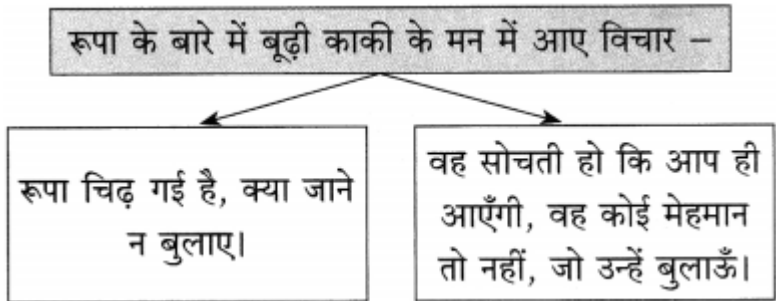 रूपा के बारे में बूढ़ी काकी के मन में आए विचार –
रूपा चिढ़ गई है, क्या जाने
न बुलाए।
वह सोचती हो कि आप ही
आएँगी, वह कोई मेहमान
तो नहीं, जो उन्हें बुलाऊँ।